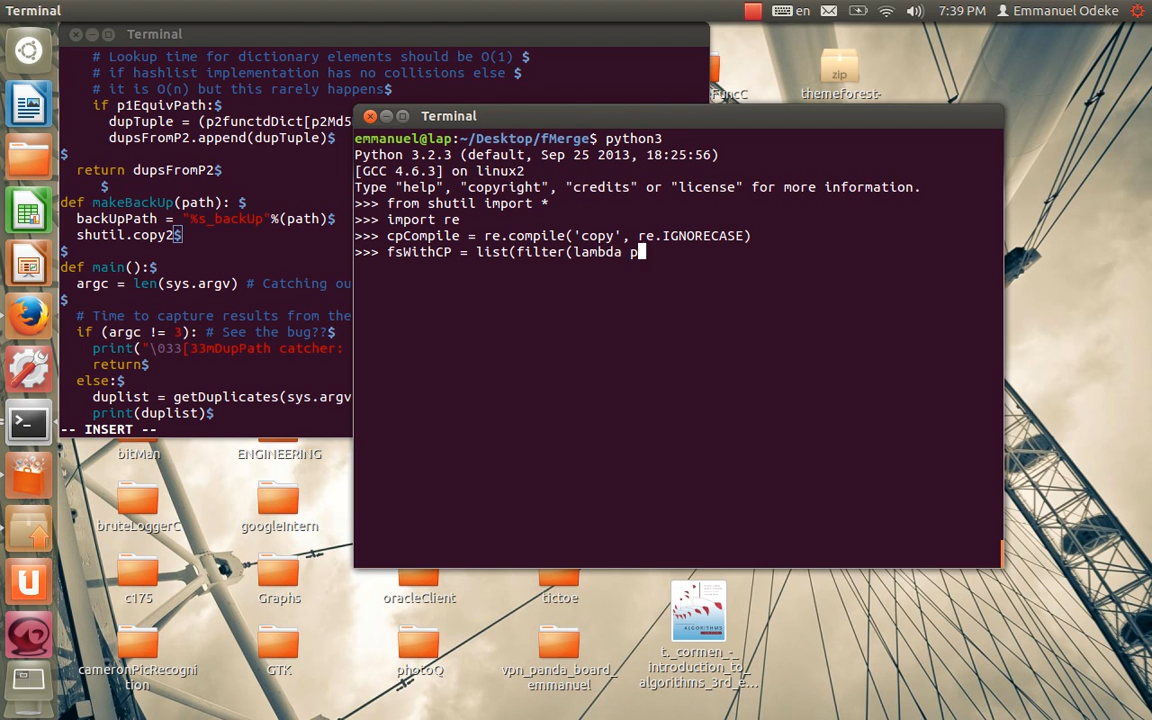 Terminal
en
7:39 PM
Emmanuel Odeke
Terminal
# Lookup time for dictionary elements should be O(1) $
# if hashlist implementation has no collisions else $
# it is O(n) but this rarely happens$
if p1EquivPath:$
dupTuple = (p2functdDict[p2Md5
dupsFromP2.append(dupTuple)$
$
return dupsFromP2$
$
def makeBackUp(path): $
backUpPath = "%s_backUp"%(path)$
shutil.copy2$
$
def main():$
argc = len(sys.argv) # Catching ou
$
# Time to capture results from the
if (argc != 3): # See the bug??$
print("\033[33mDupPath catcher:
return$
else:$
duplist = getDuplicates(sys.argv
print(duplist)$
-- INSERT --
Terminal
emmanuel@lap:~/Desktop/fMerge$ python3
Python 3.2.3 (default, Sep 25 2013, 18:25:56)
[GCC 4.6.3] on linux2
Type "help", "copyright", "credits" or "license" for more information.
>>> from shutil import *
>>> import re
>>> cpCompile = re.compile('copy', re.IGNORECASE)
>>> fsWithCP = list(filter(lambda p
FuncC
zip
themeforest-
bitMan
ENGINEERING
bruteLoggerC
googleIntern
c175
Graphs
oracleClient
tictoe
cameronPicRecogni
tion
GTK
photoQ
vpn_panda_board_
emmanuel
ALGORITHMS
t._cormen_-_
introduction_to_
algorithms_3rd_e...